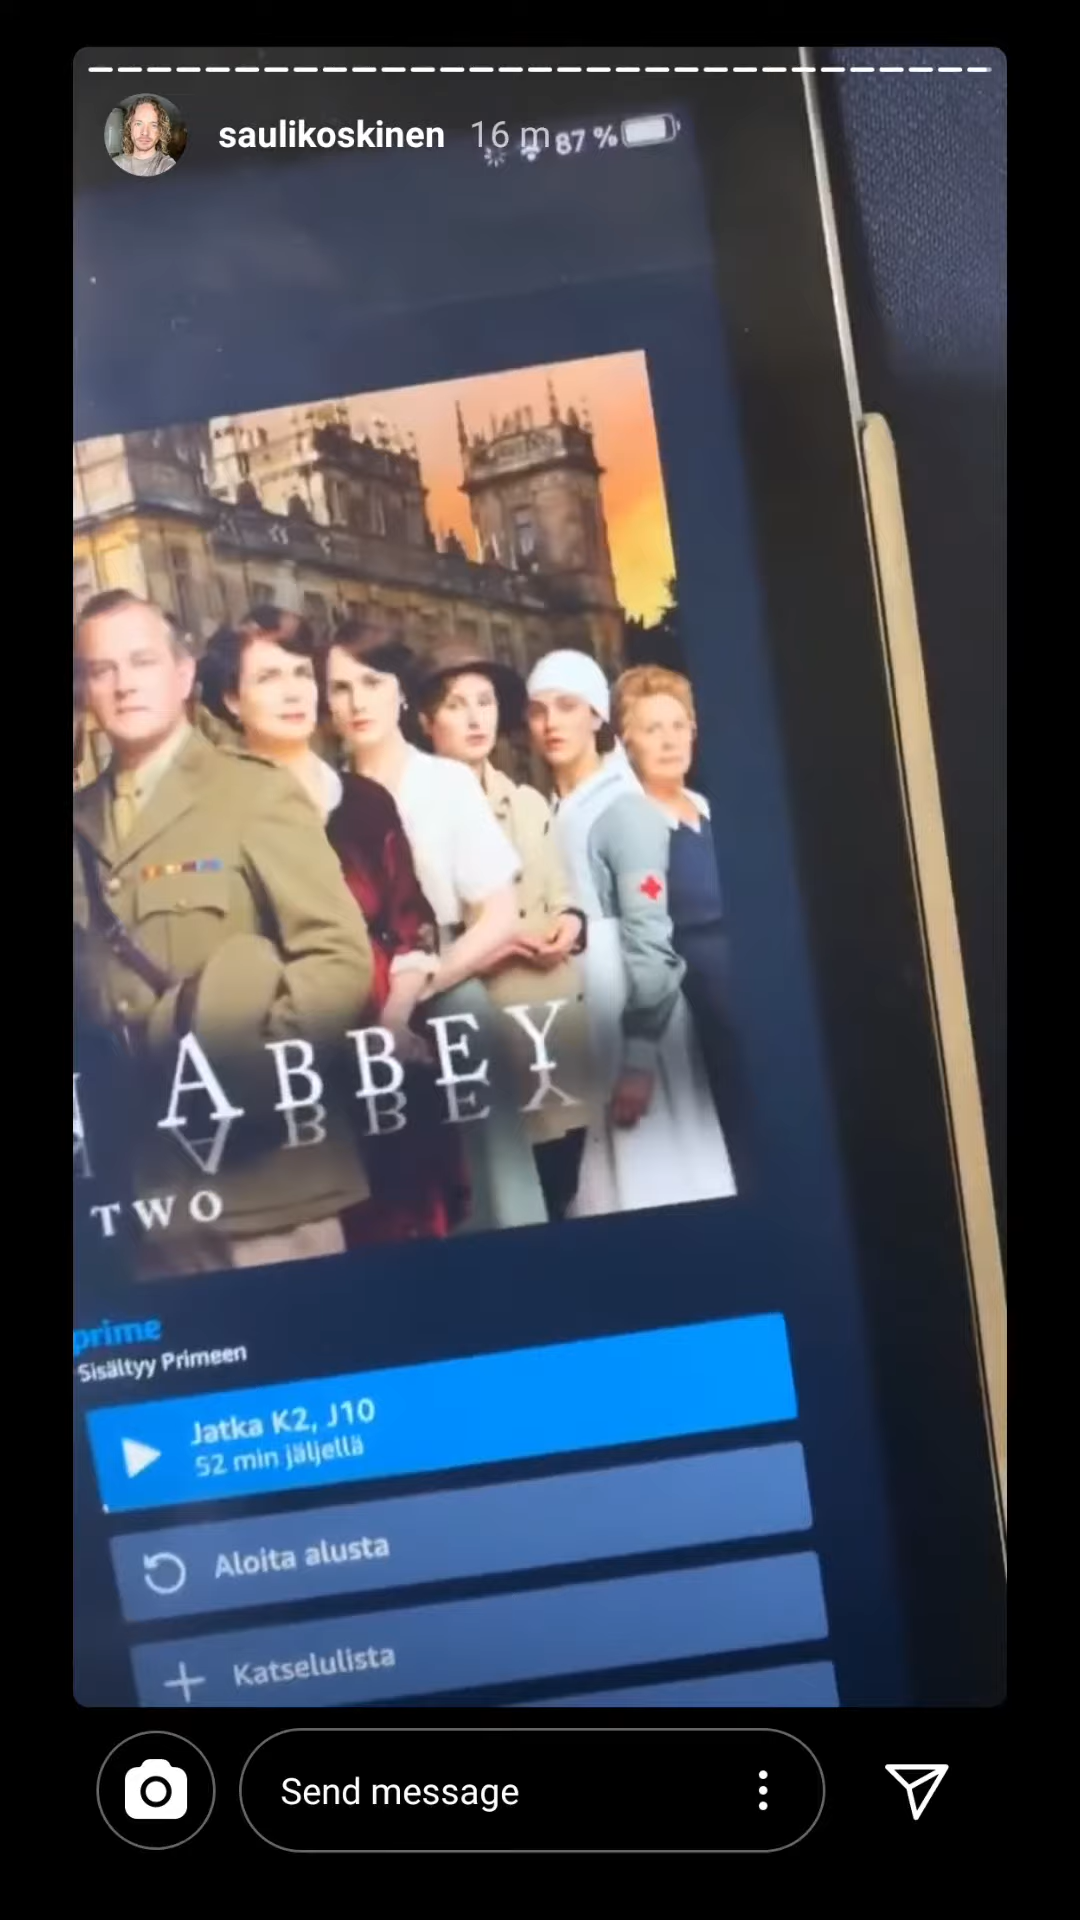 saulikoskinen 16 m
87 %
ABBEY
TWO
prime
Sisältyy Primeen
Jatka K2, J10
52 min jäljellä
Aloita alusta
Katselulista
Send message